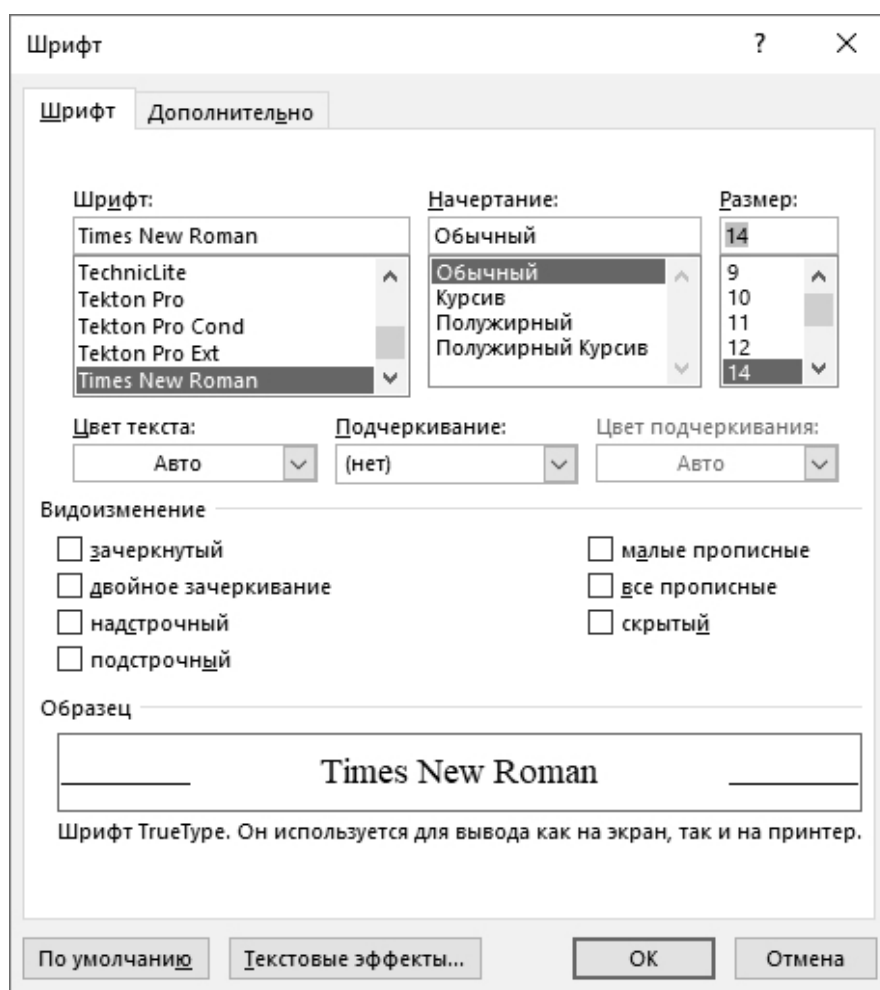 Шрифт ?
Шрифт Дополнительно
Шрифт: Начертание: Размер:
Times New Roman Обычный 14
TechnicLite Обычный 9
Tekton Pro Курсив 10
Tekton Pro Cond Полужирный 11
Tekton Pro Ext Полужирный Курсив 12
Times New Roman 14
Цвет текста: Подчеркивание: Цвет подчеркивания:
Авто (нет) Авто
Видоизменение
зачеркнутый малые прописные
двойное зачеркивание все прописные
надстрочный скрытый
подстрочный
Образец
Times New Roman
Шрифт TrueType. Он используется для вывода как на экран, так и на принтер.
По умолчанию Текстовые эффекты... ОК Отмена